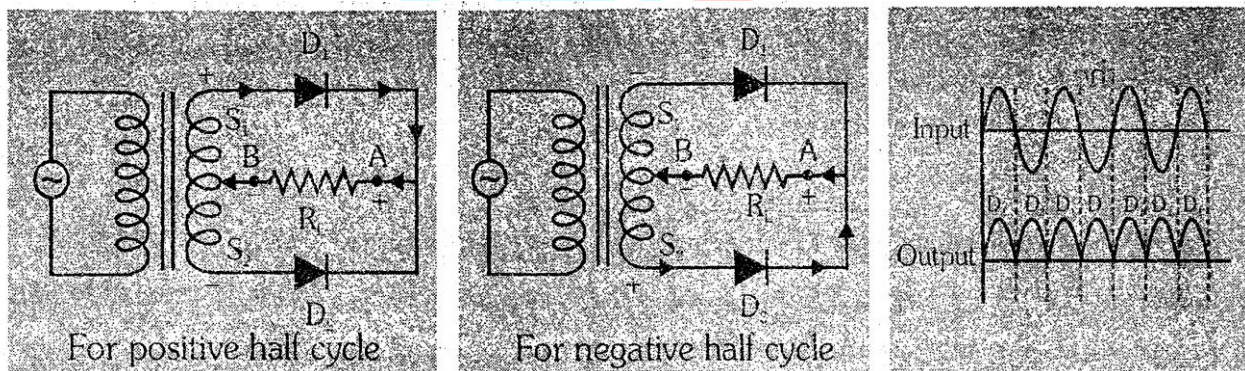 D₁
+
S₁
B
A
−
+
R_L
S₂
−
D₂
For positive half cycle
D₁
−
S₁
B
A
−
+
R_L
S₂
+
D₂
For negative half cycle
Input
D₁ D₂ D₁ D D₁ D₂ D₁
Output